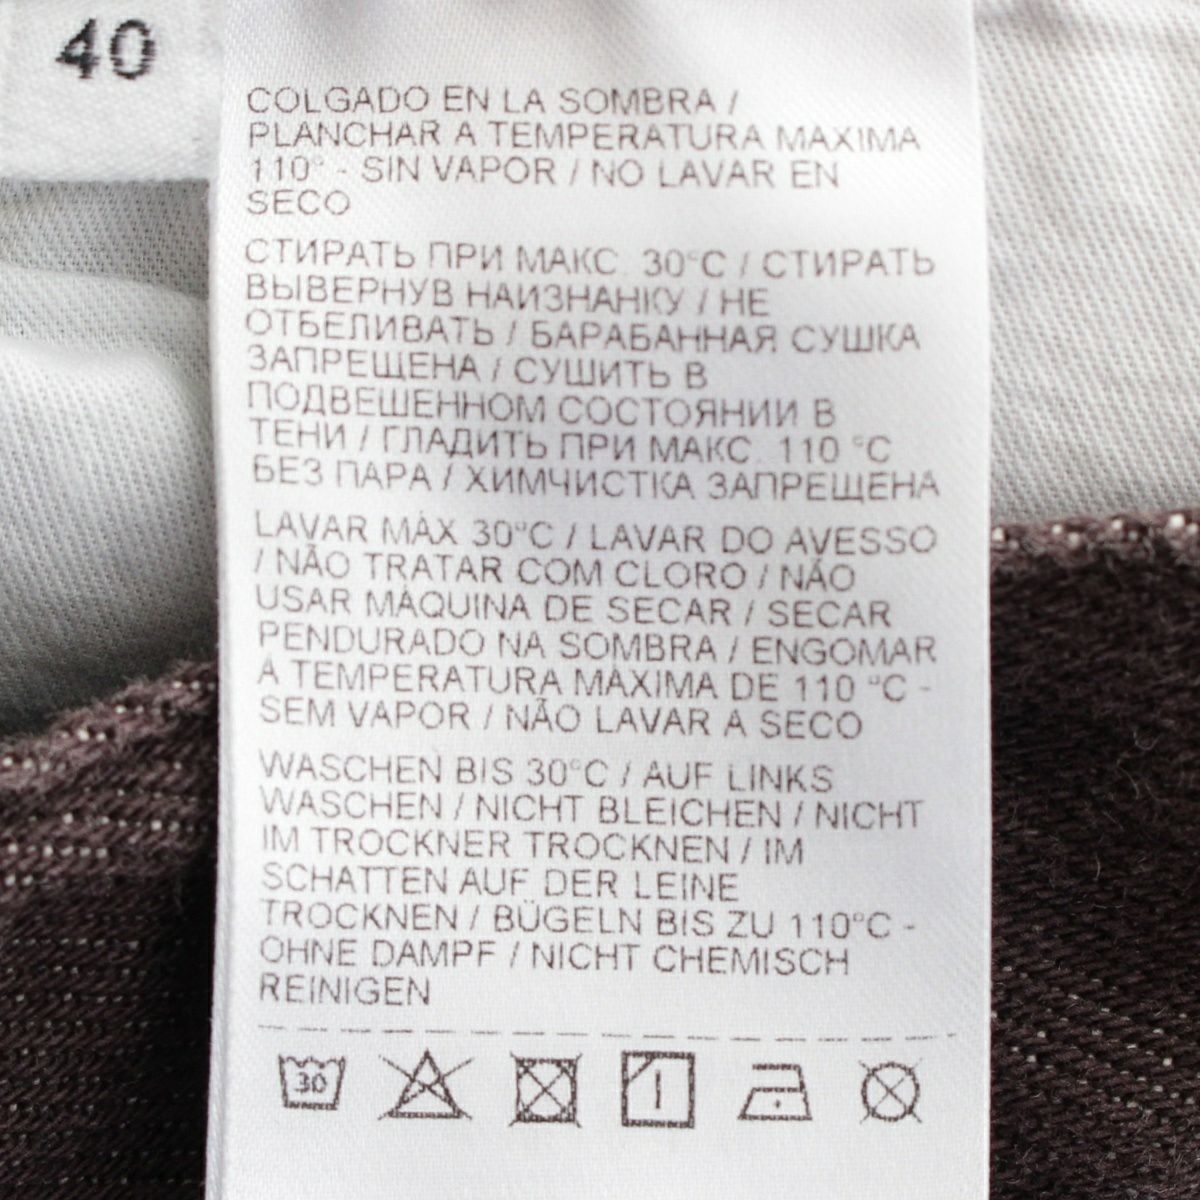 40
COLGADO EN LA SOMBRA /
PLANCHAR A TEMPERATURA MAXIMA
110° - SIN VAPOR / NO LAVAR EN
SECO
СТИРАТЬ ПРИ МАКС. 30°C / СТИРАТЬ
ВЫВЕРНУВ НАИЗНАНКУ / НЕ
ОТБЕЛИВАТЬ / БАРАБАННАЯ СУШКА
ЗАПРЕЩЕНА / СУШИТЬ В
ПОДВЕШЕННОМ СОСТОЯНИИ В
ТЕНИ / ГЛАДИТЬ ПРИ МАКС. 110 °C
БЕЗ ПАРА / ХИМЧИСТКА ЗАПРЕЩЕНА
LAVAR MÁX 30°C / LAVAR DO AVESSO
/ NÃO TRATAR COM CLORO / NÃO
USAR MÁQUINA DE SECAR / SECAR
PENDURADO NA SOMBRA / ENGOMAR
À TEMPERATURA MÁXIMA DE 110 °C -
SEM VAPOR / NÃO LAVAR A SECO
WASCHEN BIS 30°C / AUF LINKS
WASCHEN / NICHT BLEICHEN / NICHT
IM TROCKNER TROCKNEN / IM
SCHATTEN AUF DER LEINE
TROCKNEN / BÜGELN BIS ZU 110°C -
OHNE DAMPF / NICHT CHEMISCH
REINIGEN
30